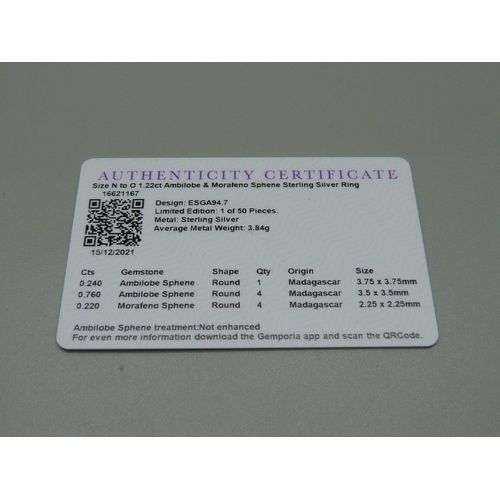 AUTHENTICITY CERTIFICATE
Size N to O 1.22ct Ambilobe & Morafeno Sphene Sterling Silver Ring
16621167
Design: ESGA94.7
Limited Edition: 1 of 50 Pieces.
Metal: Sterling Silver
Average Metal Weight: 3.84g
15/12/2021
Cts Gemstone Shape Qty Origin Size
0.240 Ambilobe Sphene Round 1 Madagascar 3.75 x 3.75mm
0.760 Ambilobe Sphene Round 4 Madagascar 3.5 x 3.5mm
0.220 Morafeno Sphene Round 4 Madagascar 2.25 x 2.25mm
Ambilobe Sphene treatment:Not enhanced
For even more information download the Gemporia app and scan the QRCode.